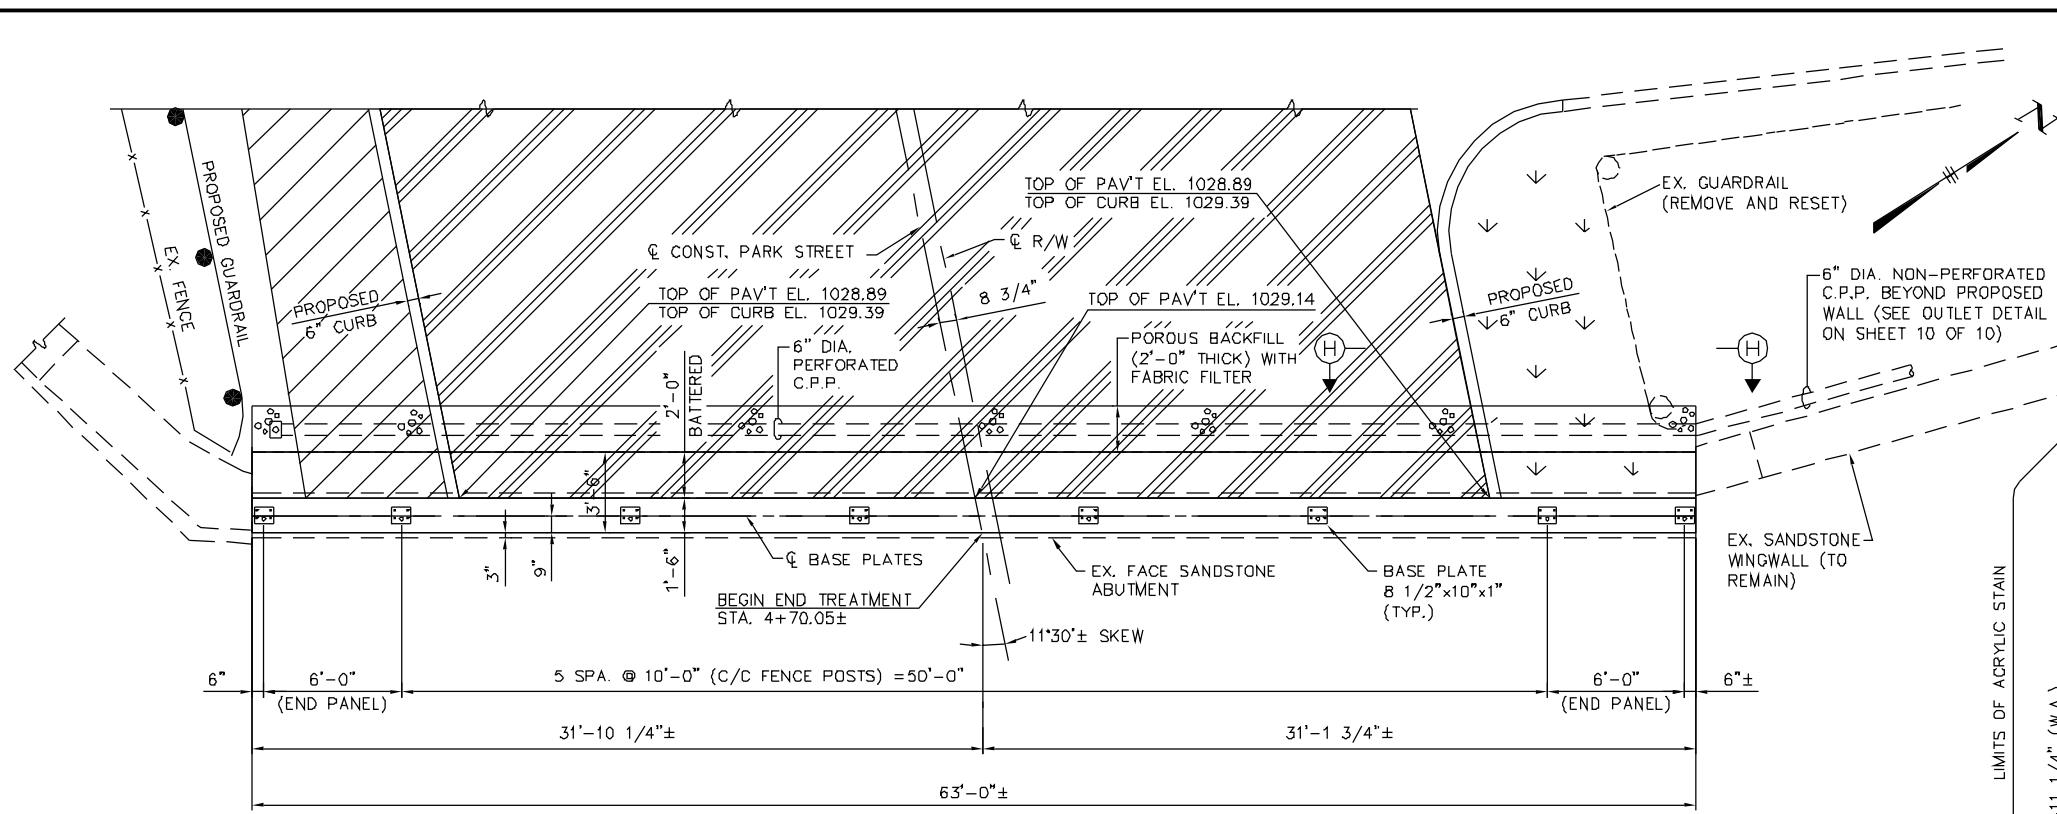 PROPOSED GUARDRAIL
EX. FENCE
PROPOSED
6" CURB
℄ CONST. PARK STREET
℄ R/W
TOP OF PAV'T EL. 1028.89
TOP OF CURB EL. 1029.39
TOP OF PAV'T EL. 1028.89
TOP OF CURB EL. 1029.39
8 3/4"
TOP OF PAV'T EL. 1029.14
6" DIA.
PERFORATED
C.P.P.
2'-0"
BATTERED
POROUS BACKFILL
(2'-0" THICK) WITH
FABRIC FILTER
H
PROPOSED
6" CURB
EX. GUARDRAIL
(REMOVE AND RESET)
6" DIA. NON-PERFORATED
C.P.P. BEYOND PROPOSED
WALL (SEE OUTLET DETAIL
ON SHEET 10 OF 10)
H
N
3'-6"
3"
9"
1'-6"
℄ BASE PLATES
BEGIN END TREATMENT
STA. 4+70.05±
EX. FACE SANDSTONE
ABUTMENT
BASE PLATE
8 1/2"x10"x1"
(TYP.)
EX. SANDSTONE
WINGWALL (TO
REMAIN)
11°30'± SKEW
6"
6'-0"
(END PANEL)
5 SPA. @ 10'-0" (C/C FENCE POSTS) =50'-0"
6'-0"
(END PANEL)
6"±
31'-10 1/4"±
31'-1 3/4"±
63'-0"±
LIMITS OF ACRYLIC STAIN